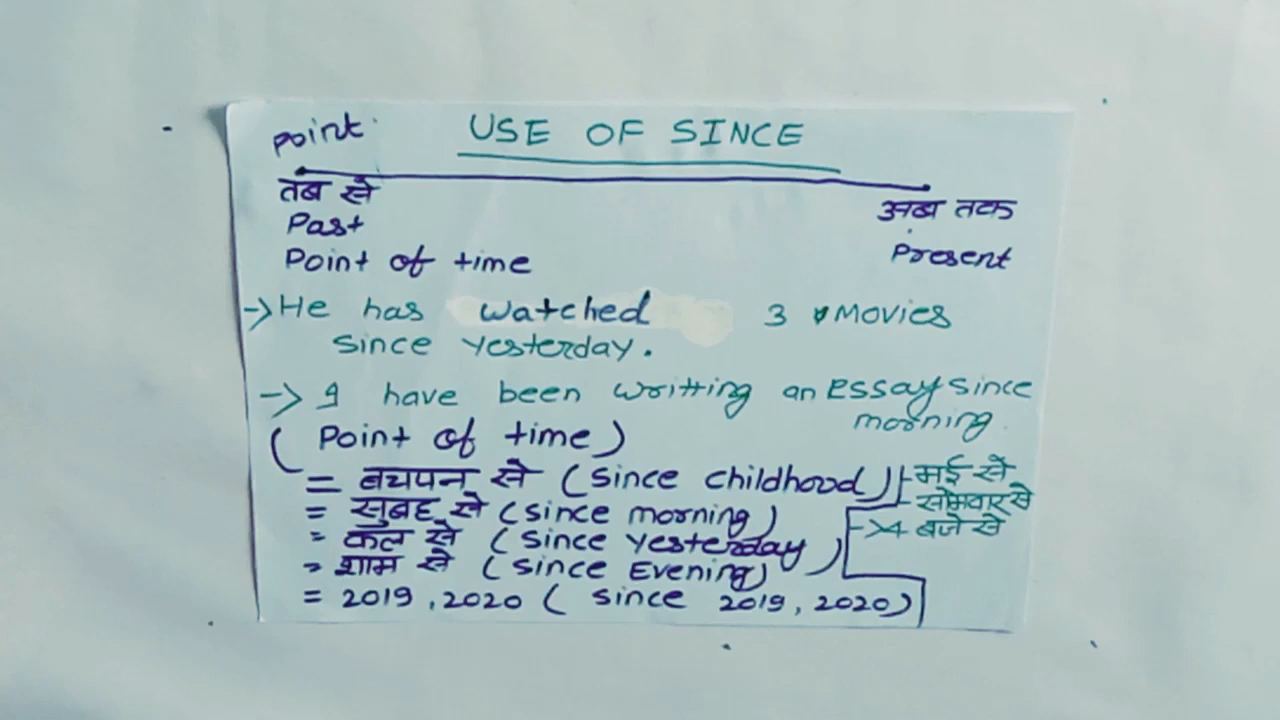 point.
USE OF SINCE
तब से
अब तक
Past
Present
Point of time
→ He has watched 3 Movies
since yesterday.
→ I have been writting an Essay since
morning.
( Point of time )
= बचपन से ( since childhood )
- मई से
= सुबह से ( since morning )
- सोमवार से
= कल से ( since yesterday )
→ 4 बजे से
= शाम से ( since Evening )
= 2019, 2020 ( since 2019, 2020 )